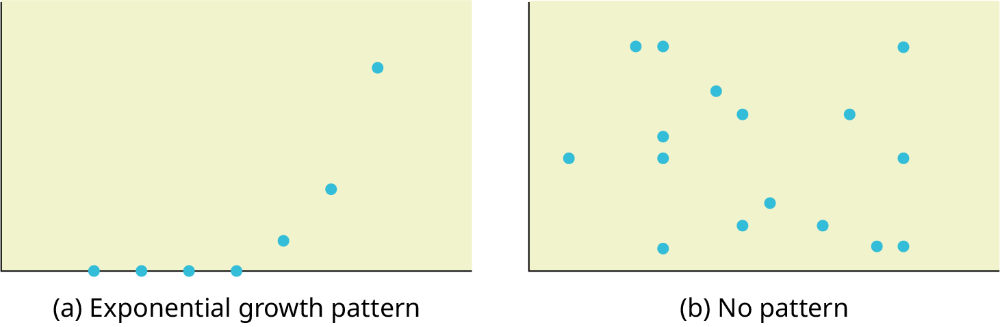 (a) Exponential growth pattern
(b) No pattern